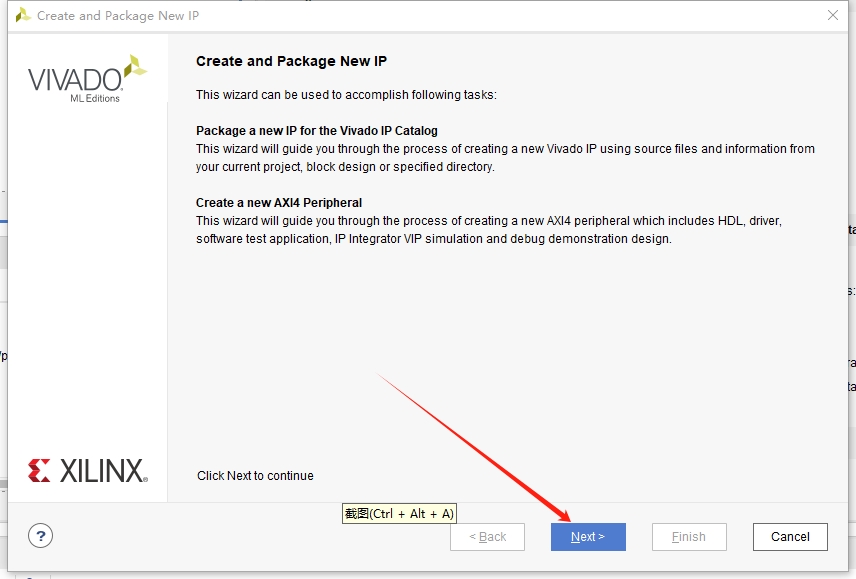 Create and Package New IP
VIVADO
ML Editions
Create and Package New IP
This wizard can be used to accomplish following tasks:
Package a new IP for the Vivado IP Catalog
This wizard will guide you through the process of creating a new Vivado IP using source files and information from
your current project, block design or specified directory.
Create a new AXI4 Peripheral
This wizard will guide you through the process of creating a new AXI4 peripheral which includes HDL, driver,
software test application, IP Integrator VIP simulation and debug demonstration design.
XILINX
Click Next to continue
截图(Ctrl + Alt + A)
?
< Back
Next >
Finish
Cancel